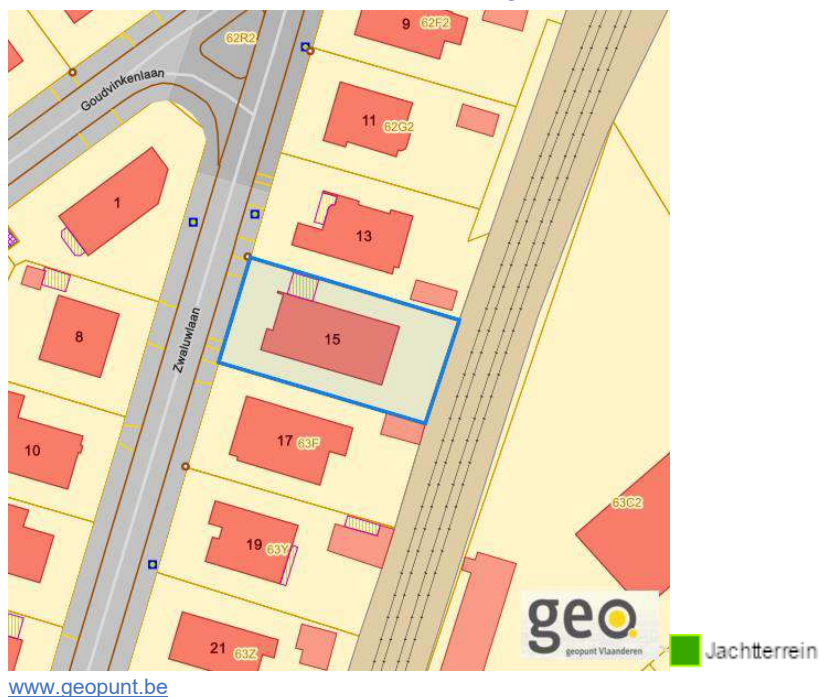 9 62F2
62R2
Goudvinkenlaan
11 62G2
1
13
Zwaluwlaan
15
8
17 63F
10
63C2
19 63Y
21 63Z
geo
geopunt Vlaanderen
Jachtterrein
www.geopunt.be